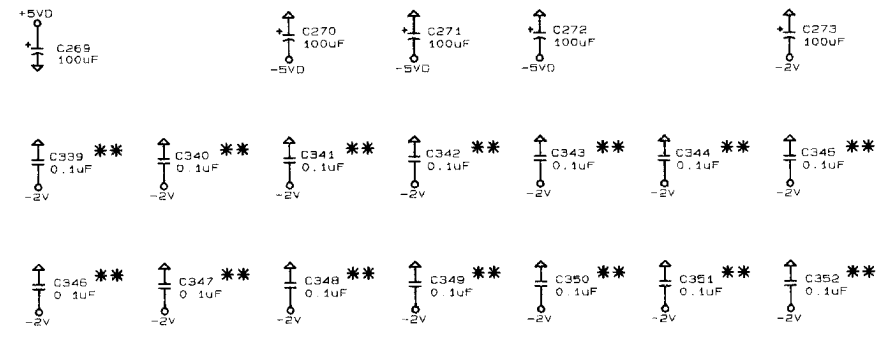 +5VD
+ C269
100uF
+ C270
100uF
-5VD
+ C271
100uF
-5VD
+ C272
100uF
-5VD
+ C273
100uF
-2V
C339 **
0.1uF
-2V
C340 **
0.1uF
-2V
C341 **
0.1uF
-2V
C342 **
0.1uF
-2V
C343 **
0.1uF
-2V
C344 **
0.1uF
-2V
C345 **
0.1uF
-2V
C346 **
0.1uF
-2V
C347 **
0.1uF
-2V
C348 **
0.1uF
-2V
C349 **
0.1uF
-2V
C350 **
0.1uF
-2V
C351 **
0.1uF
-2V
C352 **
0.1uF
-2V